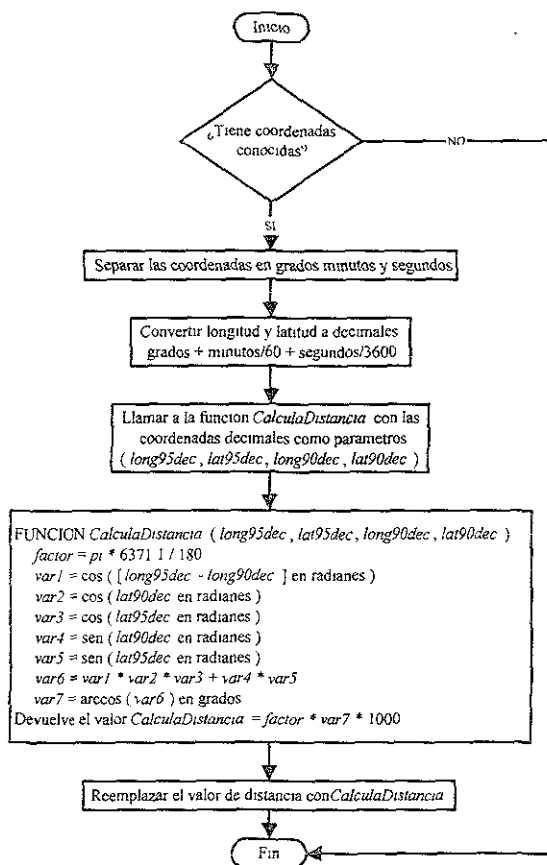 Inicio
¿Tiene coordenadas
conocidas"
NO
SI
Separar las coordenadas en grados minutos y segundos
Convertir longitud y latitud a decimales
grados + minutos/60 + segundos/3600
Llamar a la funcion CalculaDistancia con las
coordenadas decimales como parametros
( long95dec , lat95dec , long90dec , lat90dec )
FUNCION CalculaDistancia ( long95dec , lat95dec , long90dec , lat90dec )
factor = pi * 6371 1 / 180
var1 = cos ( [ long95dec - long90dec ] en radianes )
var2 = cos ( lat90dec en radianes )
var3 = cos ( lat95dec en radianes )
var4 = sen ( lat90dec en radianes )
var5 = sen ( lat95dec en radianes )
var6 = var1 * var2 * var3 + var4 * var5
var7 = arccos ( var6 ) en grados
Devuelve el valor CalculaDistancia = factor * var7 * 1000
Reemplazar el valor de distancia con CalculaDistancia
Fin